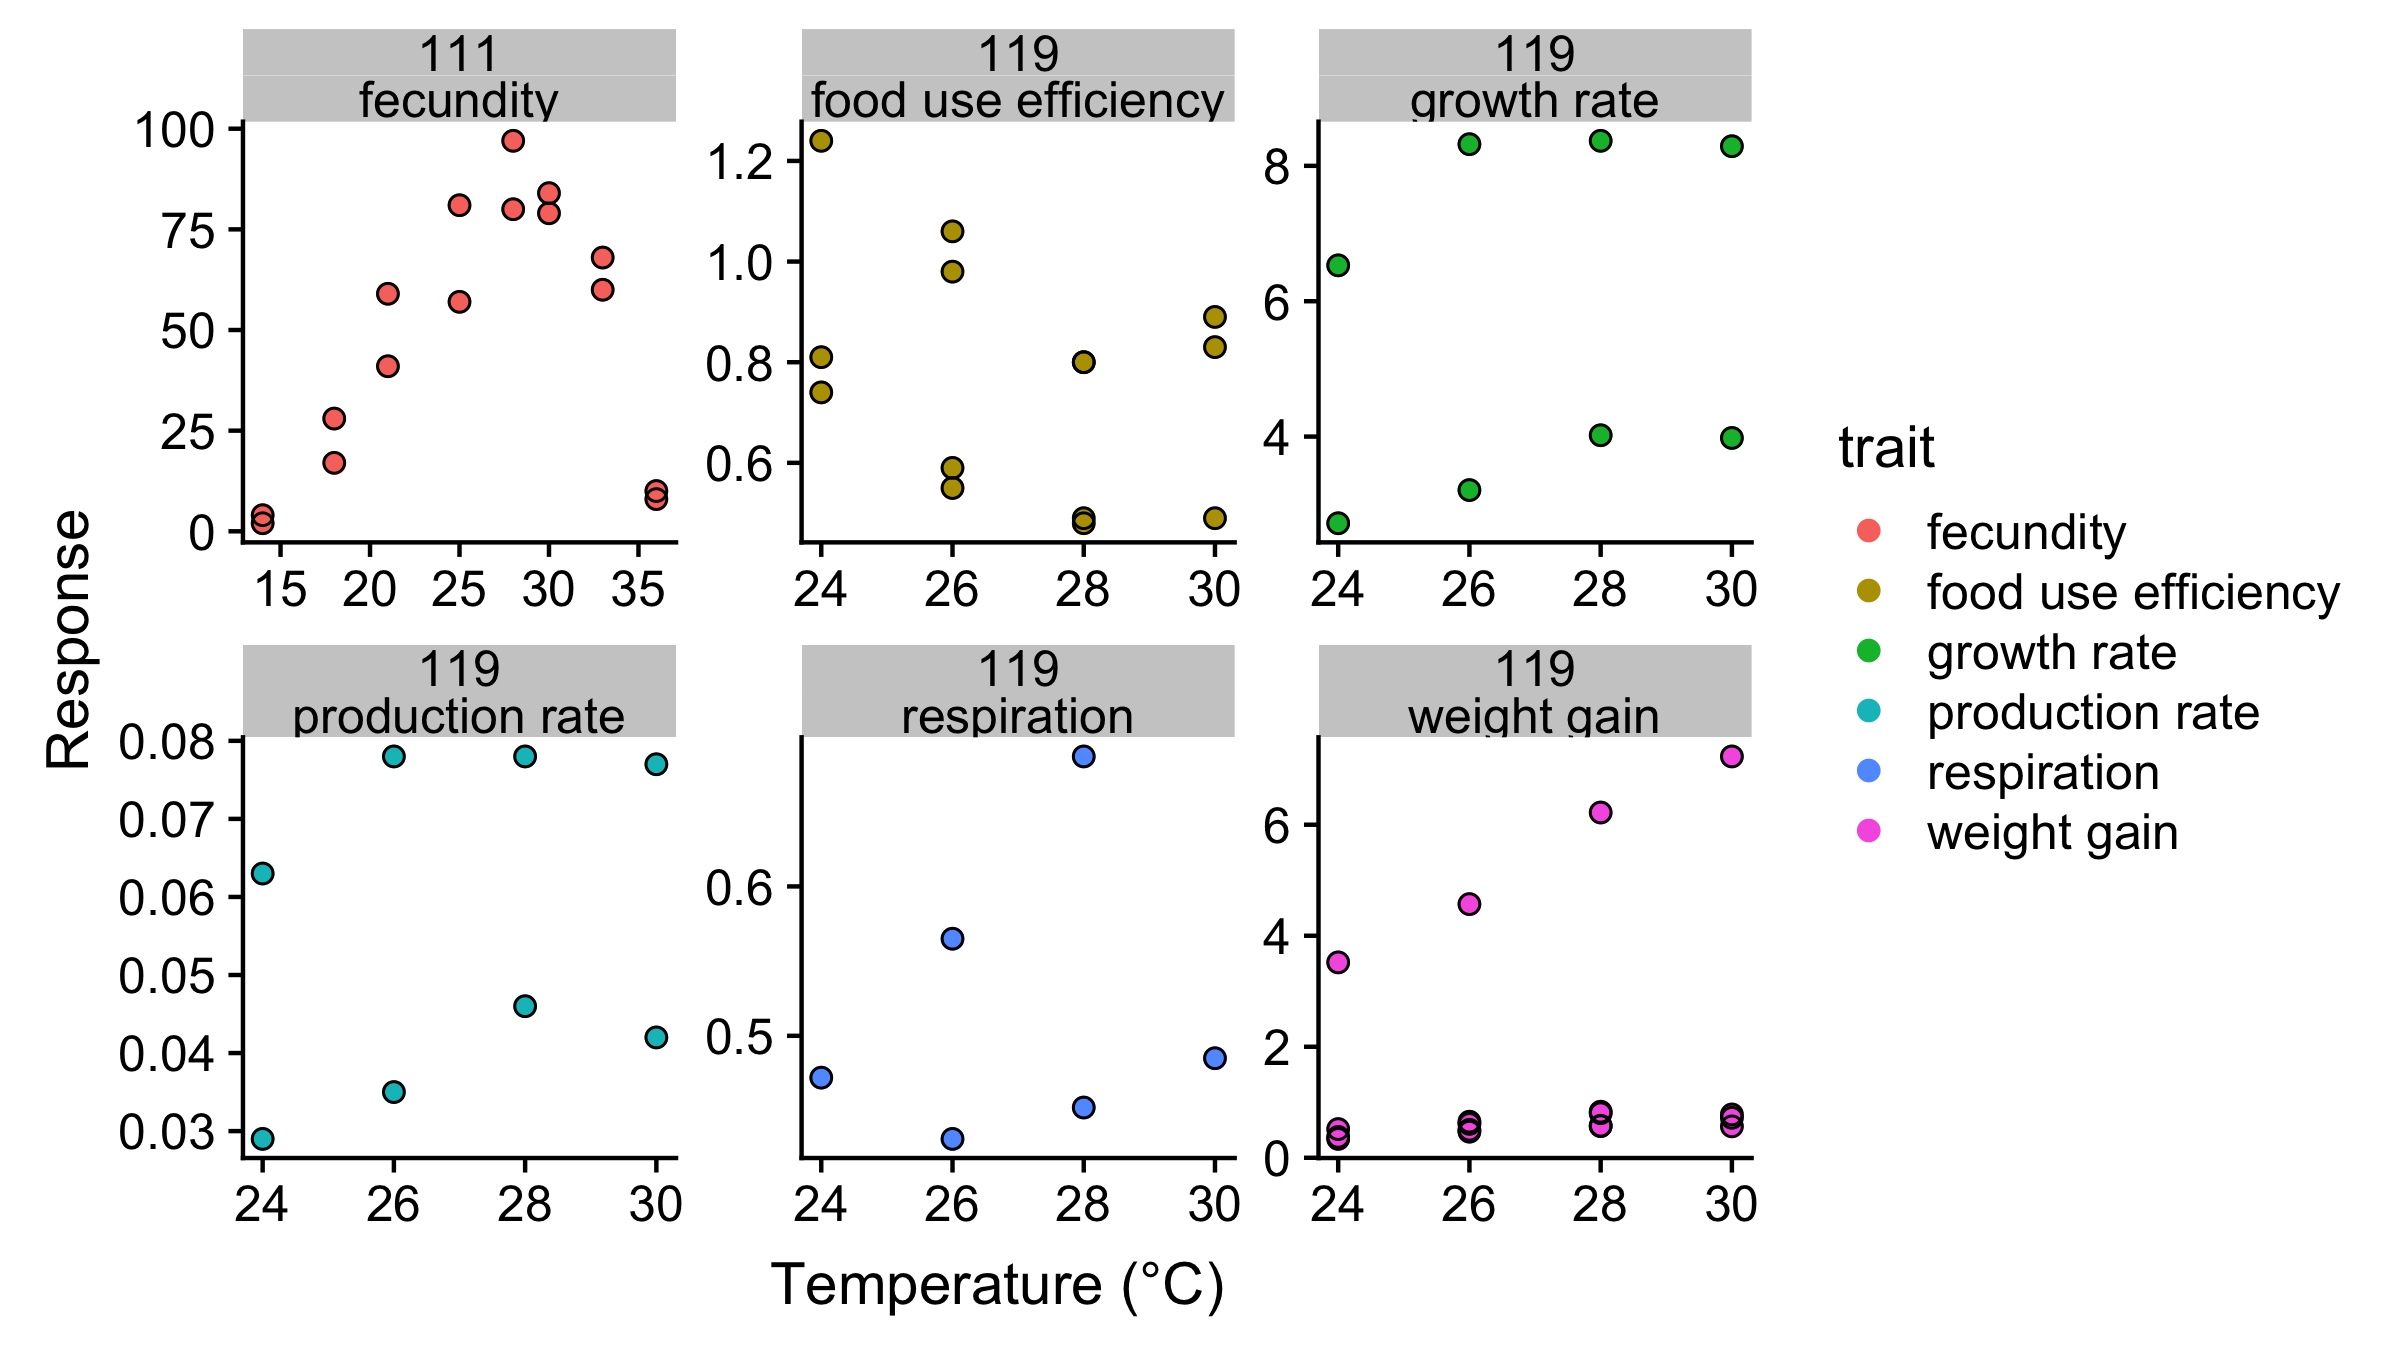 111
fecundity
119
food use efficiency
119
growth rate
100
75
50
25
0
15 20 25 30 35
1.2
1.0
0.8
0.6
24 26 28 30
8
6
4
24 26 28 30
Response
119
production rate
119
respiration
119
weight gain
0.08
0.07
0.06
0.05
0.04
0.03
24 26 28 30
0.6
0.5
24 26 28 30
6
4
2
0
24 26 28 30
Temperature (°C)
trait
fecundity
food use efficiency
growth rate
production rate
respiration
weight gain